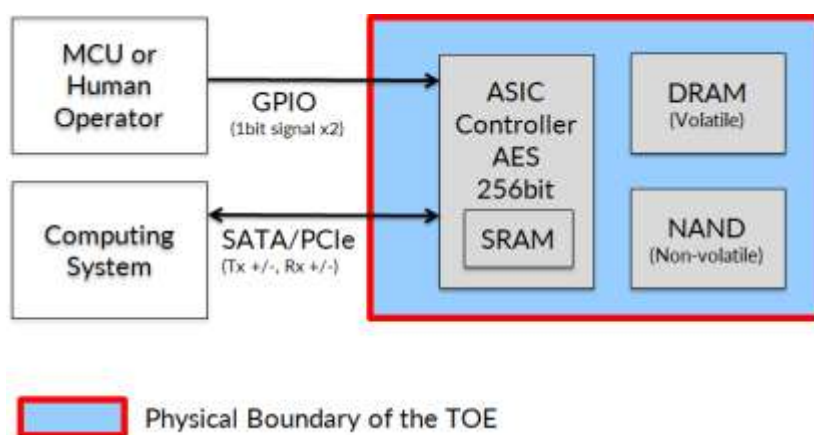 MCU or
Human
Operator
GPIO
(1bit signal x2)
ASIC
Controller
AES
256bit
SRAM
DRAM
(Volatile)
Computing
System
SATA/PCIe
(Tx +/-, Rx +/-)
NAND
(Non-volatile)
Physical Boundary of the TOE